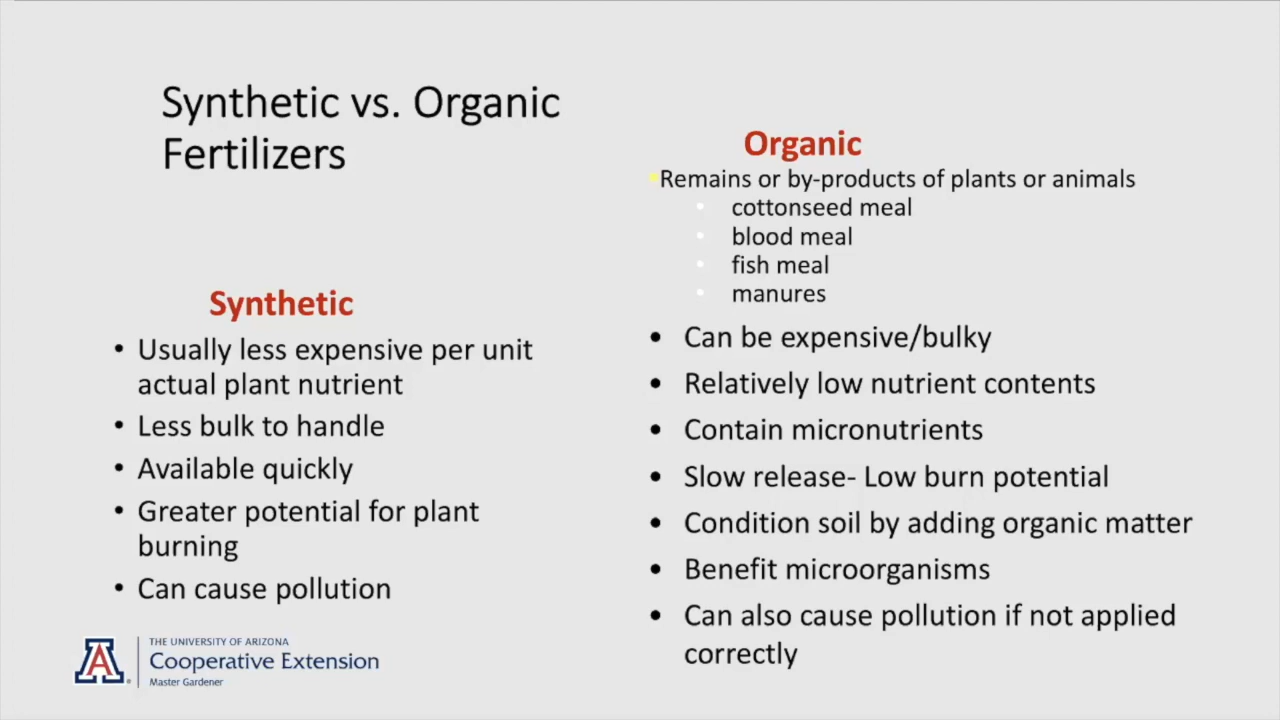 Synthetic vs. Organic
Fertilizers
Synthetic
• Usually less expensive per unit
actual plant nutrient
• Less bulk to handle
• Available quickly
• Greater potential for plant
burning
• Can cause pollution
Organic
•Remains or by-products of plants or animals
• cottonseed meal
• blood meal
• fish meal
• manures
• Can be expensive/bulky
• Relatively low nutrient contents
• Contain micronutrients
• Slow release- Low burn potential
• Condition soil by adding organic matter
• Benefit microorganisms
• Can also cause pollution if not applied
correctly
A
THE UNIVERSITY OF ARIZONA
Cooperative Extension
Master Gardener